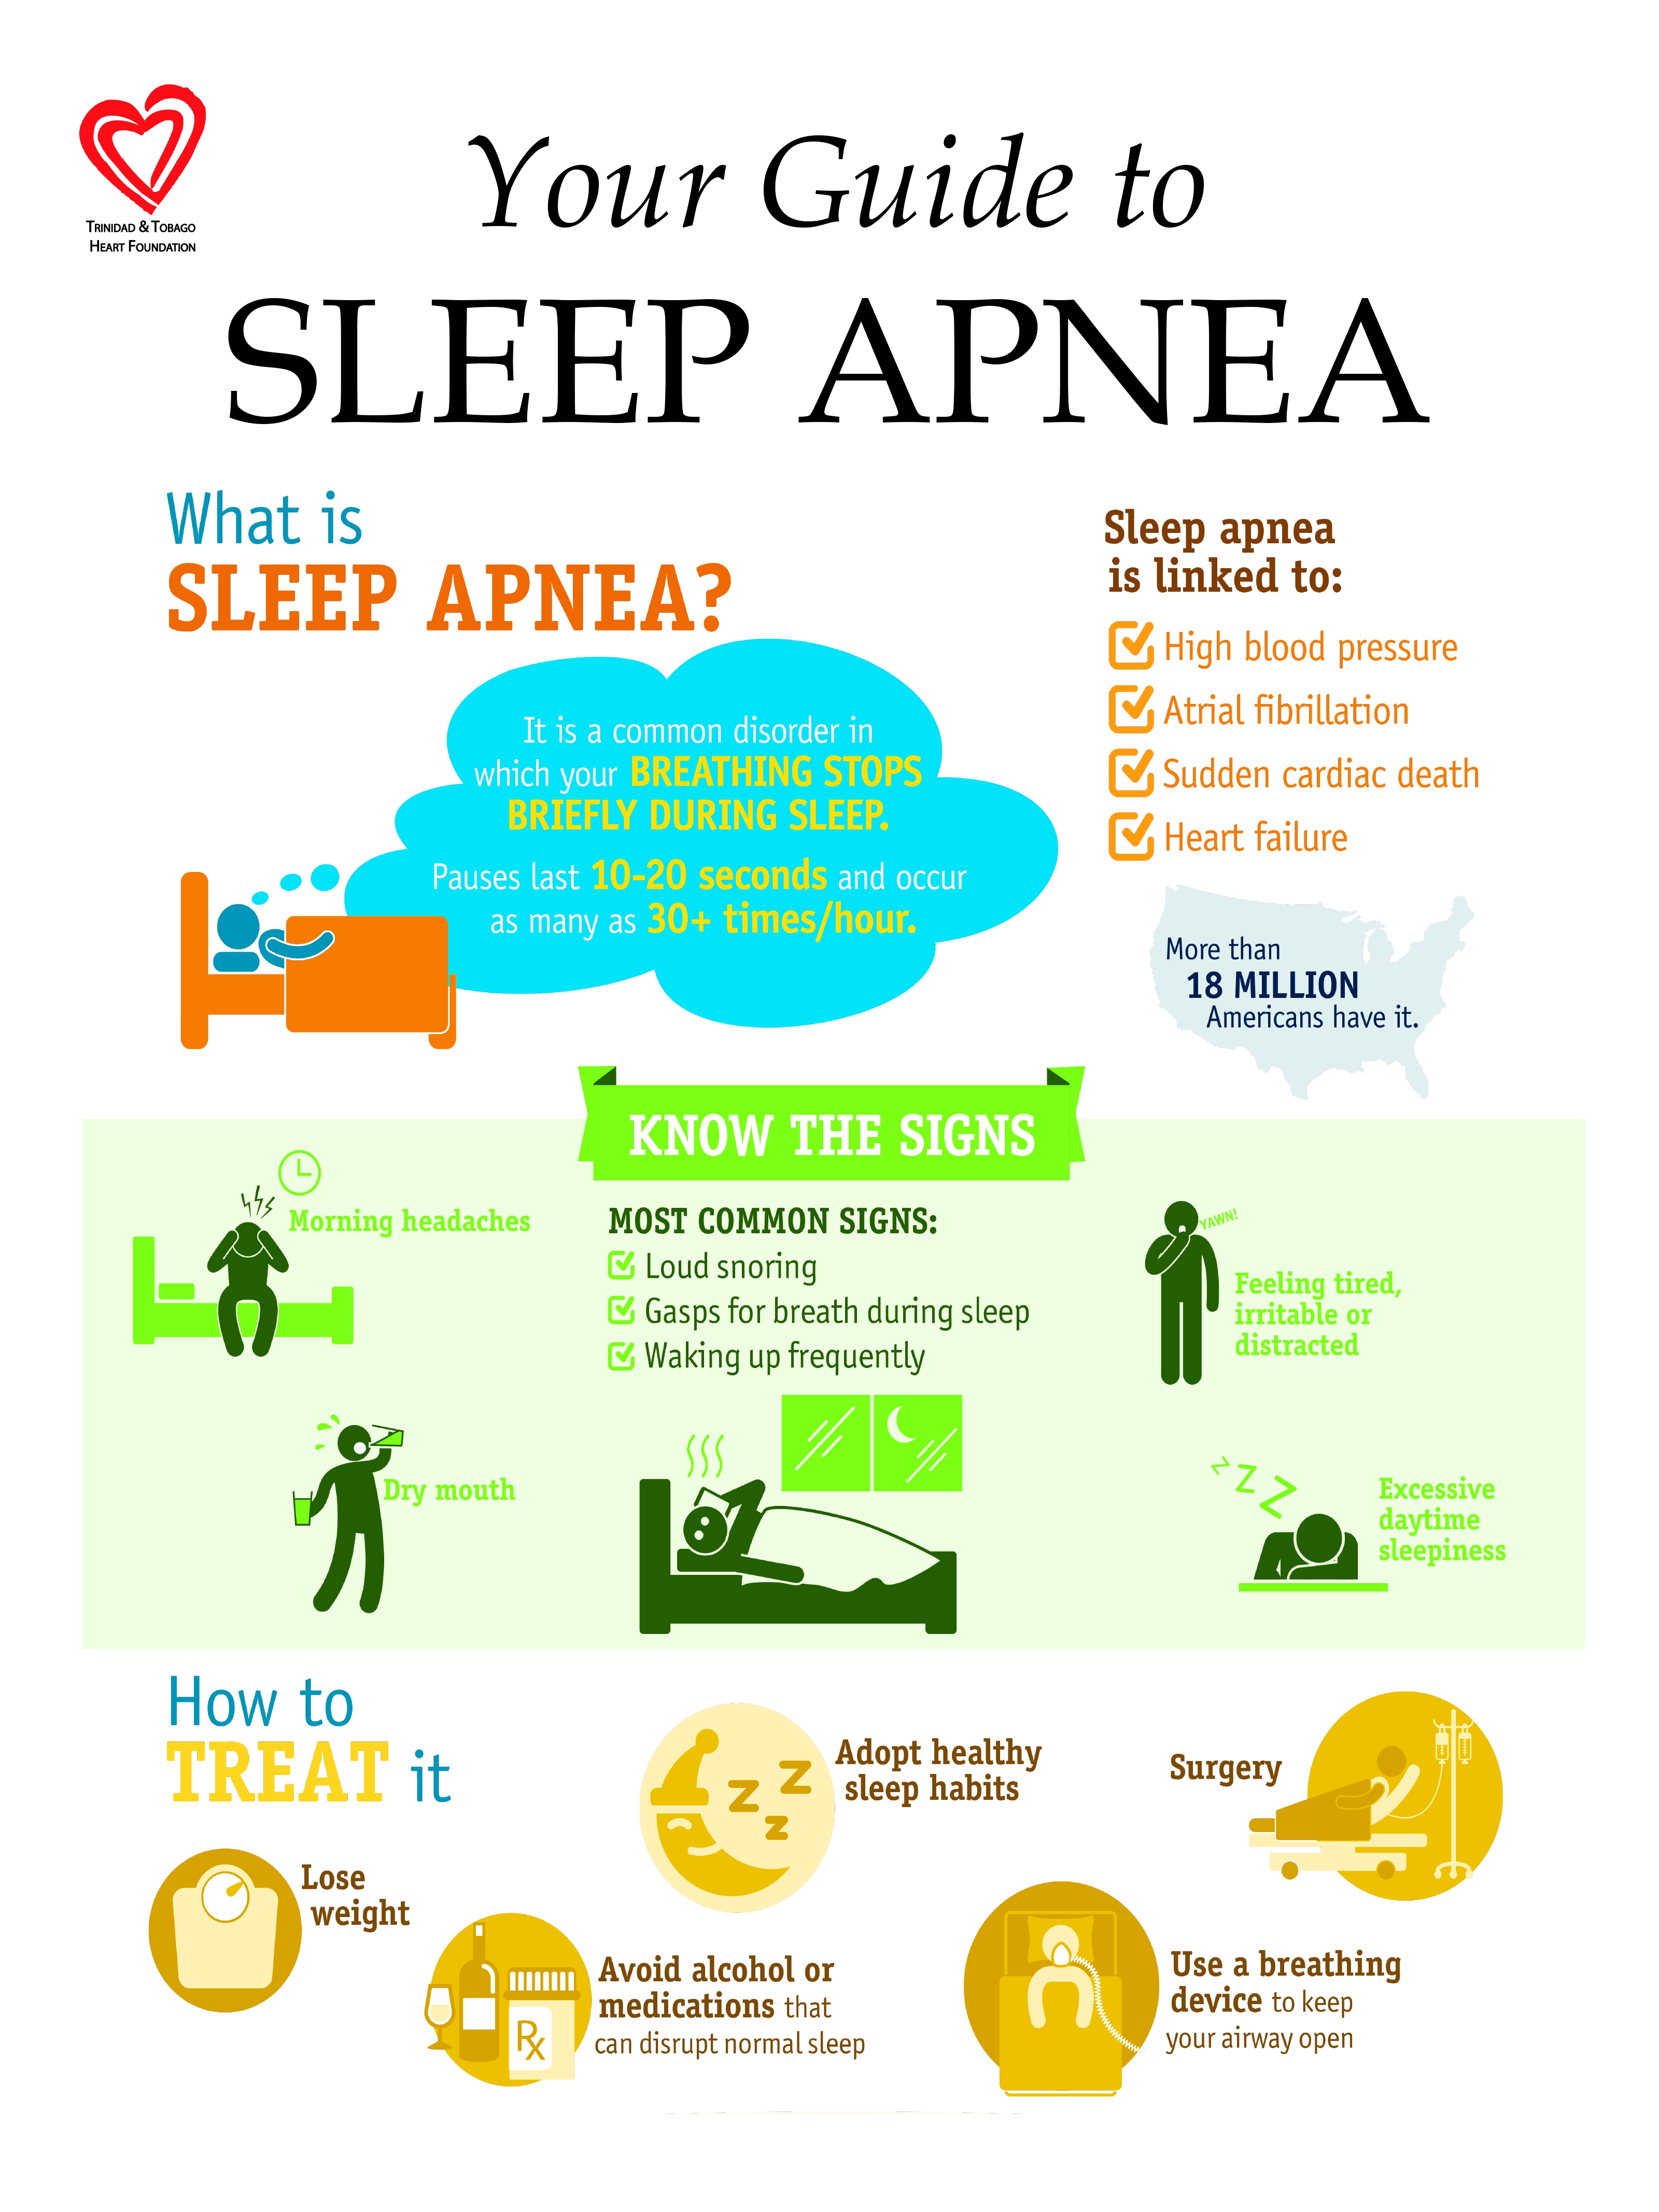 TRINIDAD & TOBAGO
HEART FOUNDATION
Your Guide to
SLEEP APNEA
What is
SLEEP APNEA?
It is a common disorder in
which your BREATHING STOPS
BRIEFLY DURING SLEEP.
Pauses last 10-20 seconds and occur
as many as 30+ times/hour.
Sleep apnea
is linked to:
High blood pressure
Atrial fibrillation
Sudden cardiac death
Heart failure
More than
18 MILLION
Americans have it.
KNOW THE SIGNS
Morning headaches
MOST COMMON SIGNS:
Loud snoring
Gasps for breath during sleep
Waking up frequently
YAWN!
Feeling tired,
irritable or
distracted
Dry mouth
z Z Z
Excessive
daytime
sleepiness
How to
TREAT it
Lose
weight
Rx
Avoid alcohol or
medications that
can disrupt normal sleep
z z z
Adopt healthy
sleep habits
Surgery
Use a breathing
device to keep
your airway open